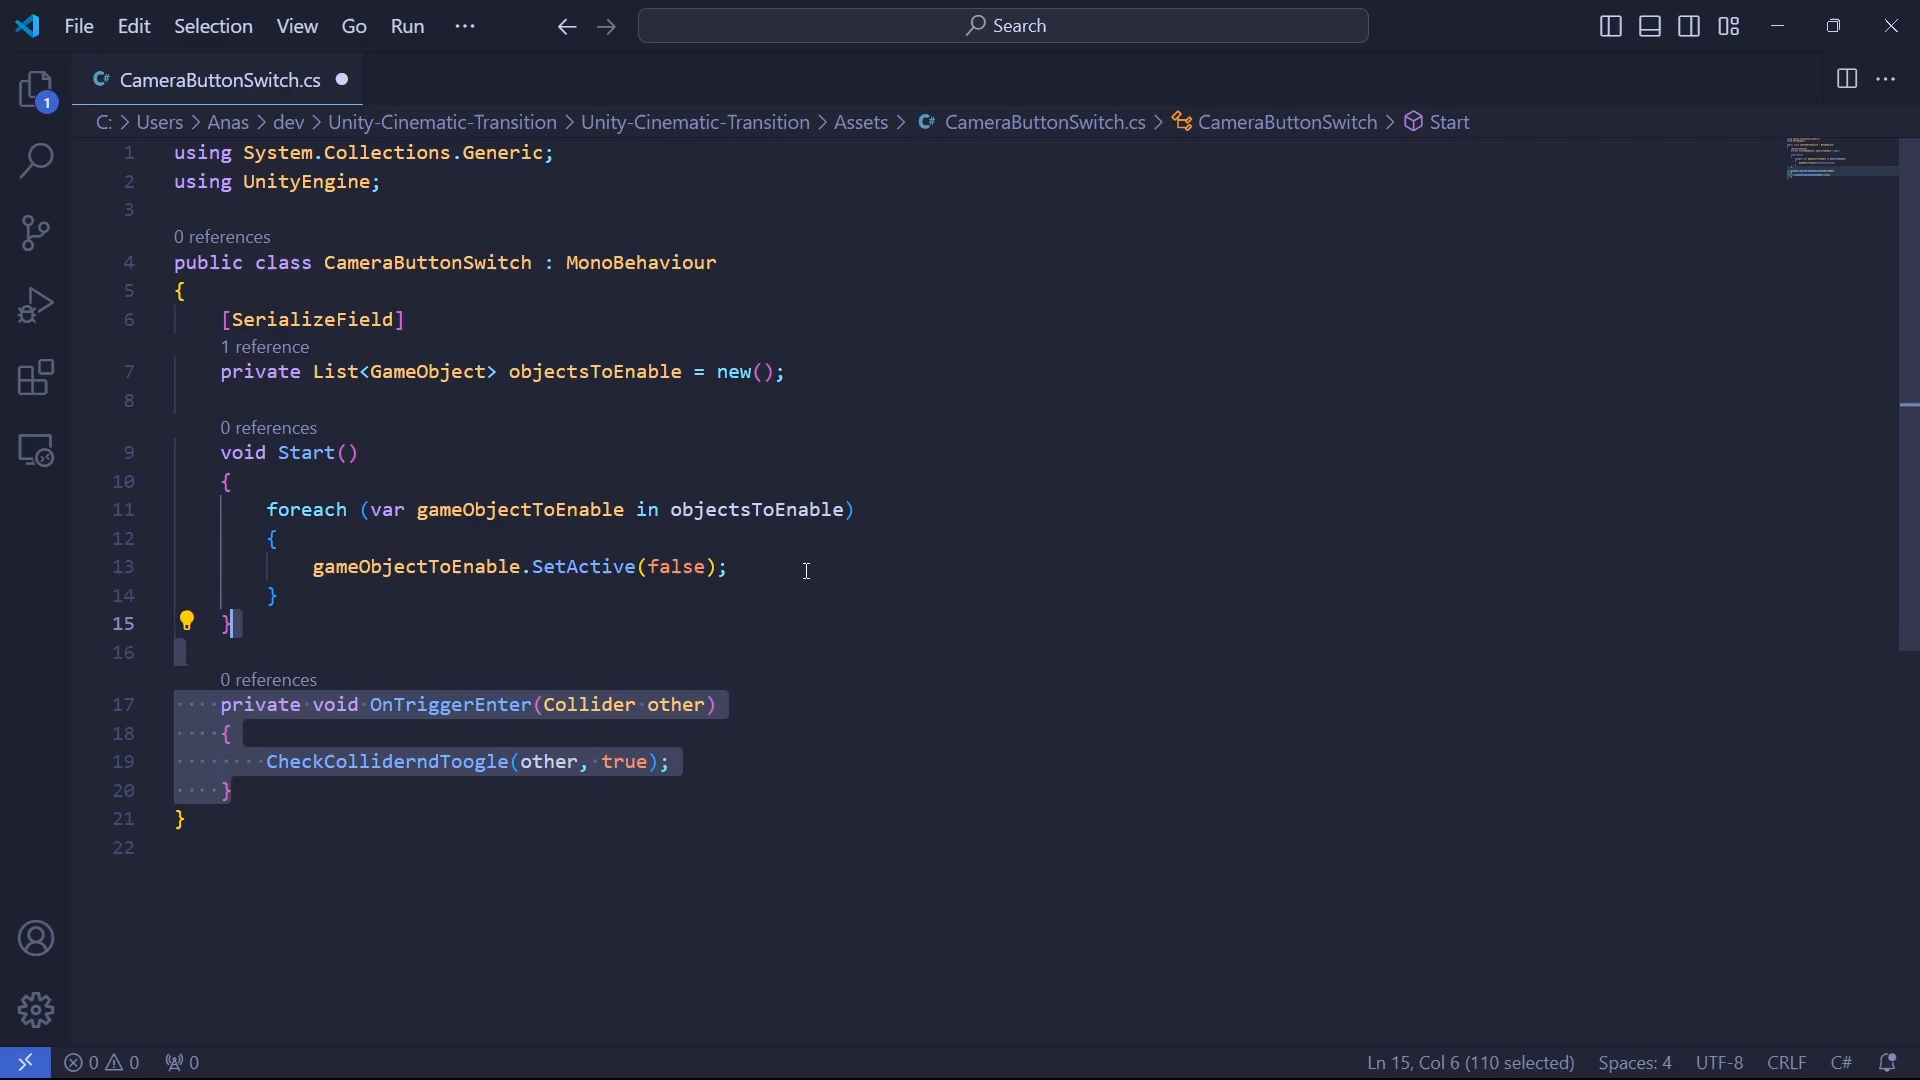 File Edit Selection View Go Run ··· Search
C# CameraButtonSwitch.cs
1
C: > Users > Anas > dev > Unity-Cinematic-Transition > Unity-Cinematic-Transition > Assets > C# CameraButtonSwitch.cs > CameraButtonSwitch > Start
1 using System.Collections.Generic;
2 using UnityEngine;
3
0 references
4 public class CameraButtonSwitch : MonoBehaviour
5 {
6 [SerializeField]
1 reference
7 private List<GameObject> objectsToEnable = new();
8
0 references
9 void Start()
10 {
11 foreach (var gameObjectToEnable in objectsToEnable)
12 {
13 gameObjectToEnable.SetActive(false);
14 }
15 }
16
0 references
17 private void OnTriggerEnter(Collider other)
18 {
19 CheckColliderndToogle(other, true);
20 }
21 }
22
0 0 0 Ln 15, Col 6 (110 selected) Spaces: 4 UTF-8 CRLF C#